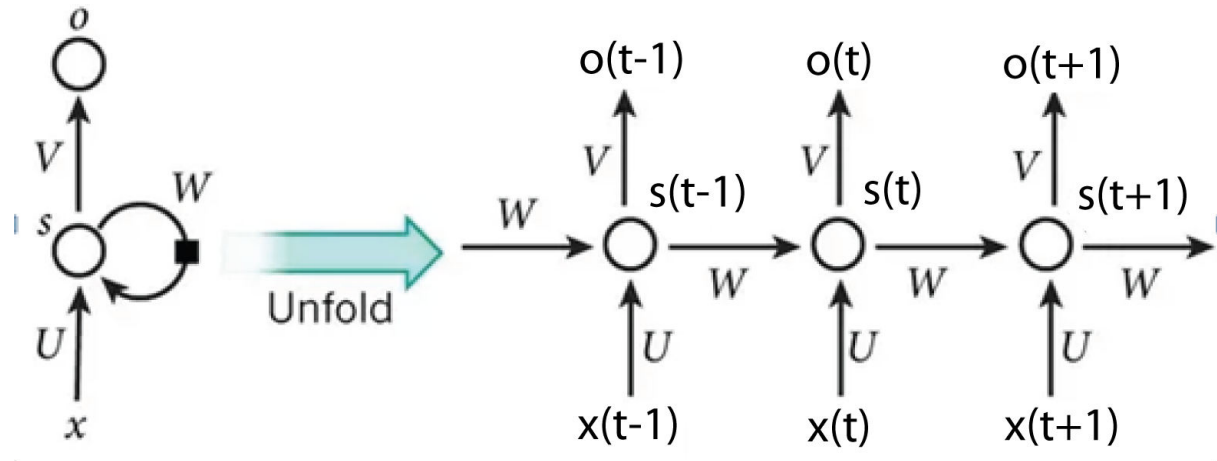 o
V
W
s
U
x
Unfold
o(t-1) o(t) o(t+1)
V V V
s(t-1) s(t) s(t+1)
W
W W W
U U U
x(t-1) x(t) x(t+1)